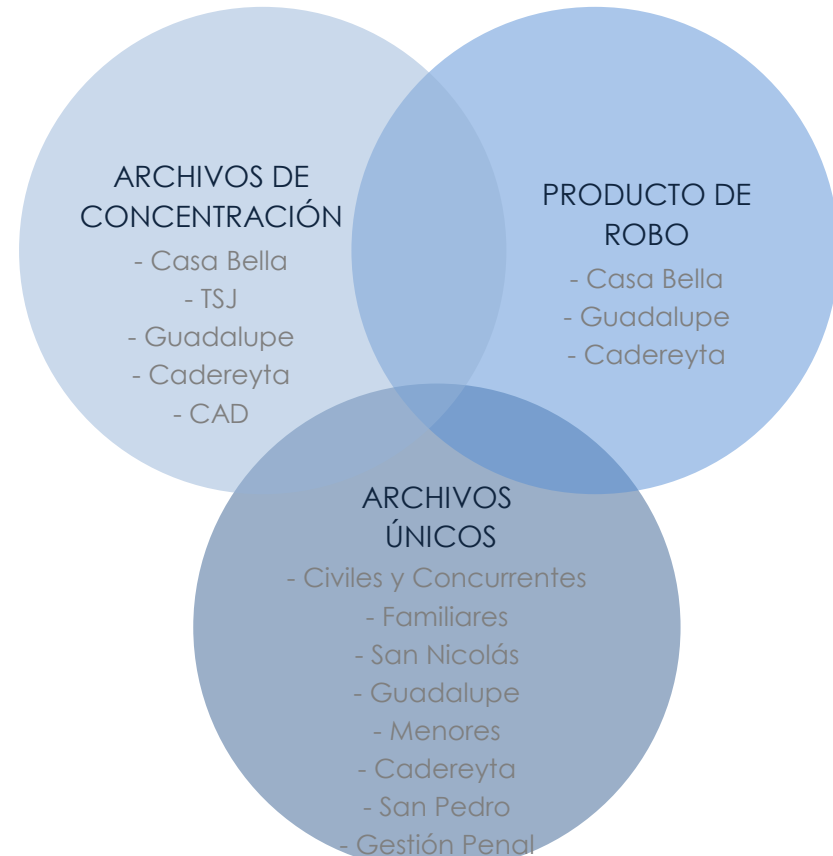 ARCHIVOS DE
CONCENTRACIÓN
- Casa Bella
- TSJ
- Guadalupe
- Cadereyta
- CAD
PRODUCTO DE
ROBO
- Casa Bella
- Guadalupe
- Cadereyta
ARCHIVOS
ÚNICOS
- Civiles y Concurrentes
- Familiares
- San Nicolás
- Guadalupe
- Menores
- Cadereyta
- San Pedro
- Gestión Penal